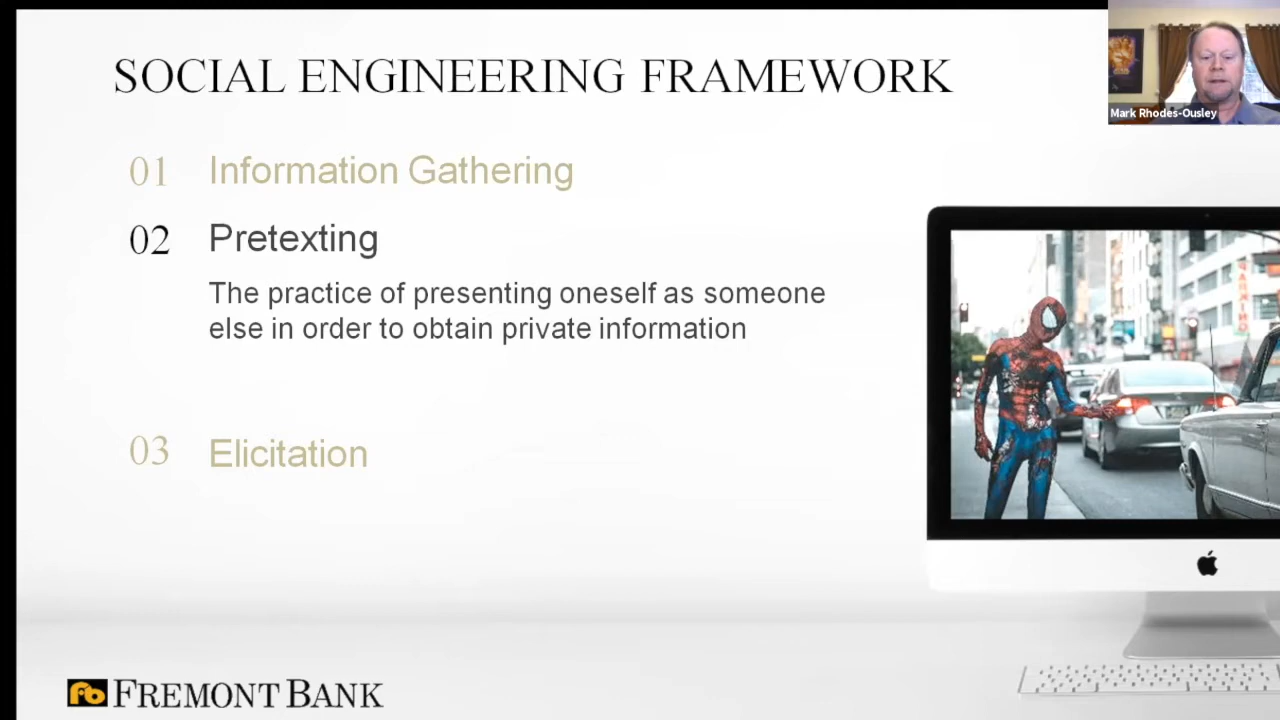 SOCIAL ENGINEERING FRAMEWORK
Mark Rhodes-Ousley
01 Information Gathering
02 Pretexting
The practice of presenting oneself as someone
else in order to obtain private information
03 Elicitation
fb FREMONT BANK